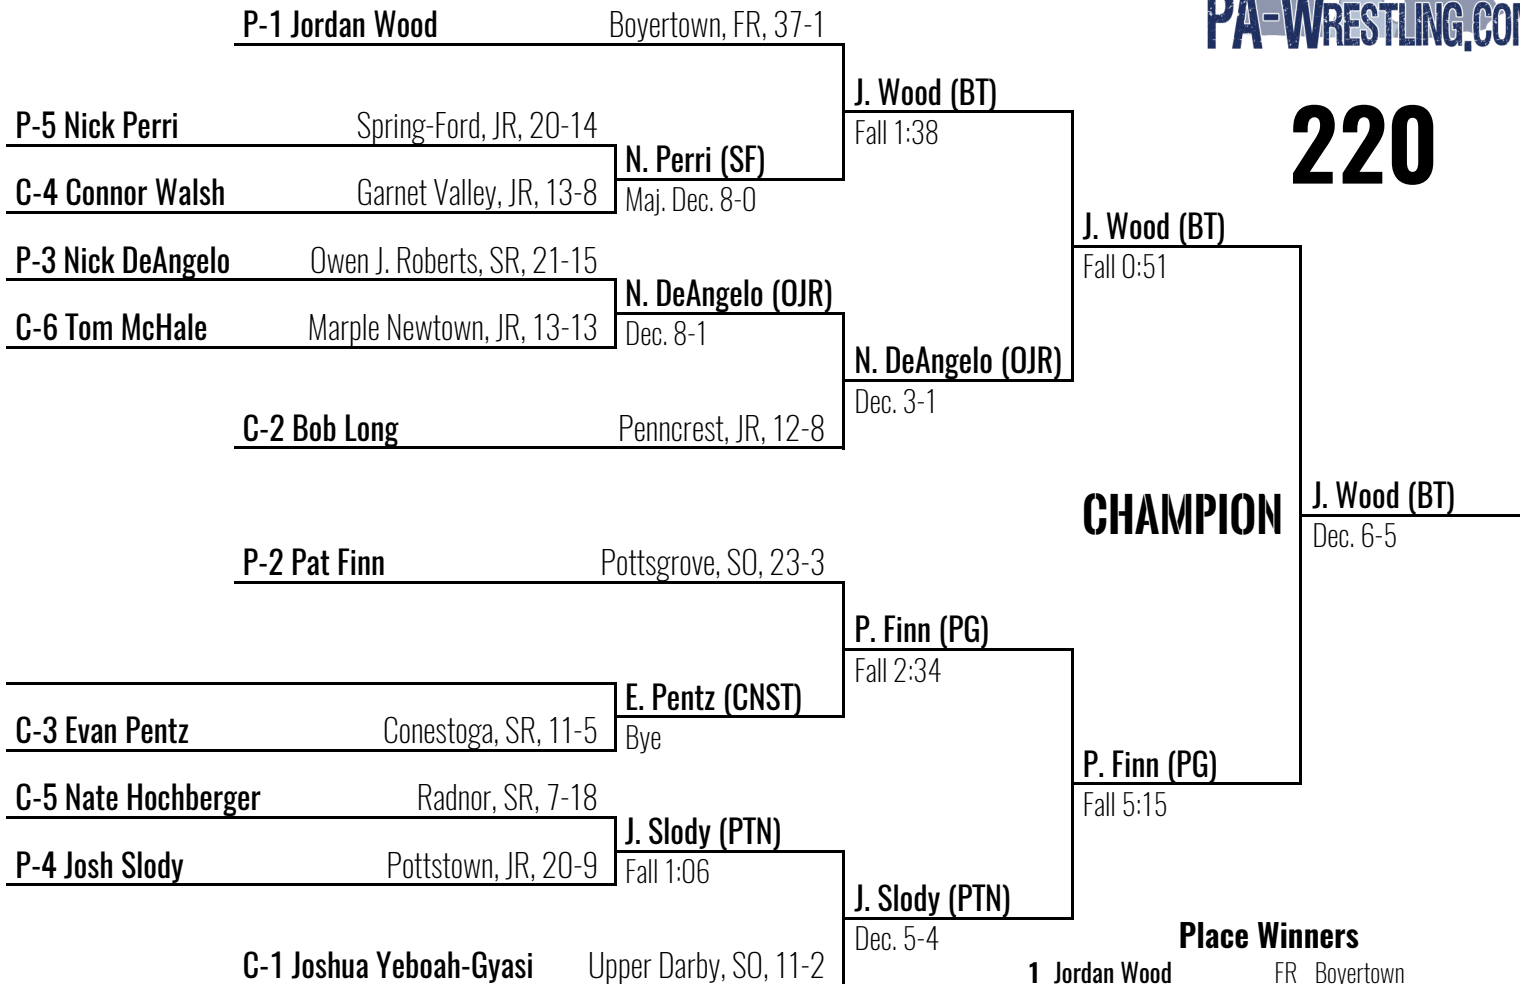 P-1 Jordan Wood Boyertown, FR, 37-1
PA-WRESTLING.COM
J. Wood (BT)
Fall 1:38
220
P-5 Nick Perri Spring-Ford, JR, 20-14
N. Perri (SF)
Maj. Dec. 8-0
C-4 Connor Walsh Garnet Valley, JR, 13-8
J. Wood (BT)
Fall 0:51
P-3 Nick DeAngelo Owen J. Roberts, SR, 21-15
N. DeAngelo (OJR)
Dec. 8-1
C-6 Tom McHale Marple Newtown, JR, 13-13
N. DeAngelo (OJR)
Dec. 3-1
C-2 Bob Long Penncrest, JR, 12-8
CHAMPION
J. Wood (BT)
Dec. 6-5
P-2 Pat Finn Pottsgrove, SO, 23-3
P. Finn (PG)
Fall 2:34
E. Pentz (CNST)
Bye
C-3 Evan Pentz Conestoga, SR, 11-5
P. Finn (PG)
Fall 5:15
C-5 Nate Hochberger Radnor, SR, 7-18
J. Slody (PTN)
Fall 1:06
P-4 Josh Slody Pottstown, JR, 20-9
J. Slody (PTN)
Dec. 5-4
C-1 Joshua Yeboah-Gyasi Upper Darby, SO, 11-2
Place Winners
1 Jordan Wood FR Boyertown